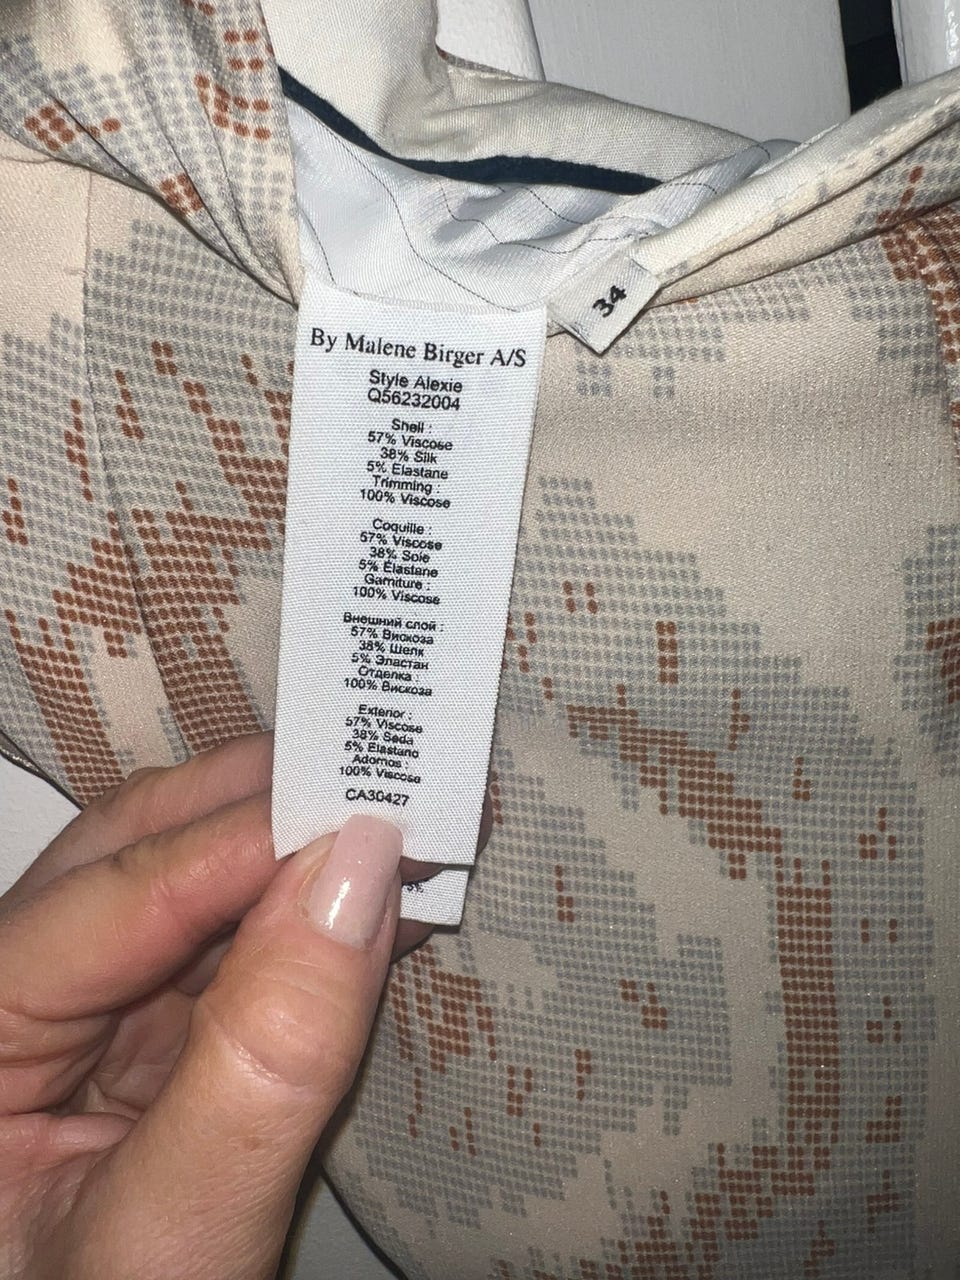 34
By Malene Birger A/S
Style Alexie
Q56232004
Shell :
57% Viscose
38% Silk
5% Elastane
Trimming :
100% Viscose
Coquille :
57% Viscose
38% Soie
5% Élastane
Garniture :
100% Viscose
Внешний слой :
57% Вискоза
38% Шелк
5% Эластан
Отделка :
100% Вискоза
Exterior :
57% Viscose
38% Seda
5% Elastano
Adornos :
100% Viscose
CA30427